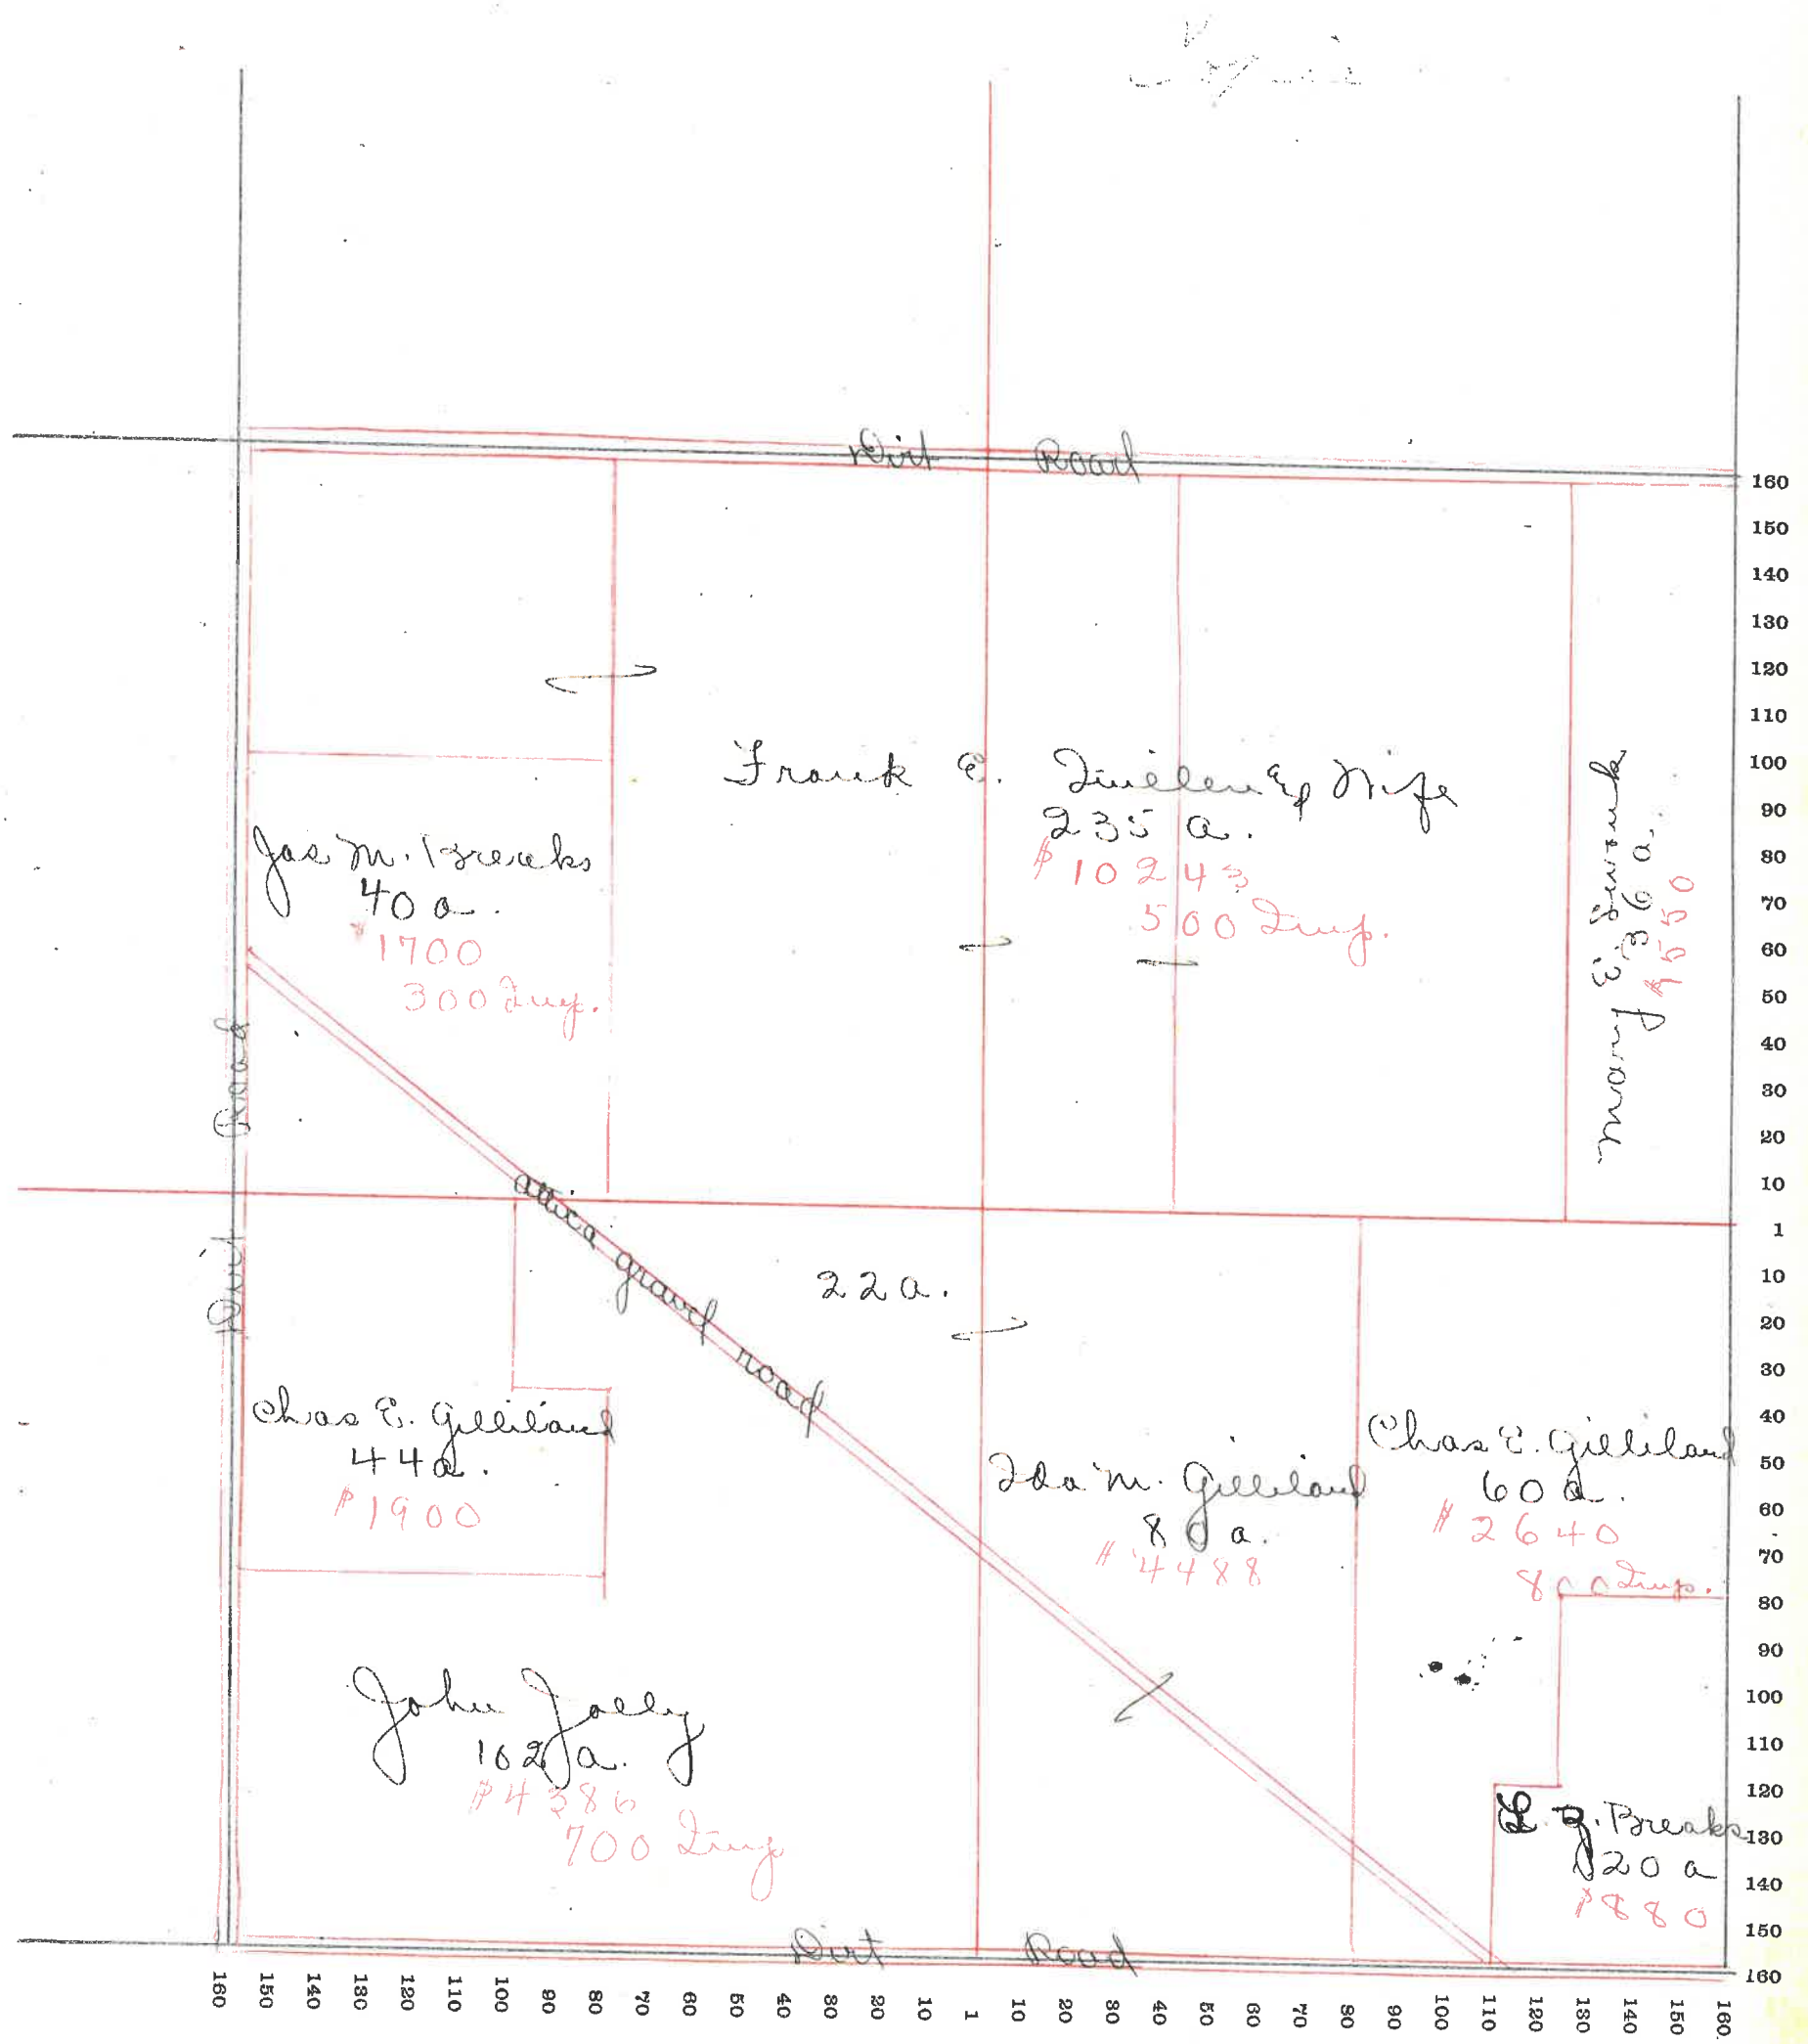 Dirt Road
Frank E. & Wife
235 a.
$10243
500 Imp.
Jas M. Breaks
40 a.
$1700
300 Imp.
36 a.
$1550
Dirt Road
Attica gravel road
22 a.
Chas E. Gilliland
44 a.
$1900
Ida M. Gilliland
80 a.
$4488
Chas E. Gilliland
60 a.
$2640
800 Imp.
John Jolly
102 a.
$4386
700 Imp
L. Z. Breaks
20 a
$880
Dirt Road
160
150
140
130
120
110
100
90
80
70
60
50
40
30
20
10
1
10
20
30
40
50
60
70
80
90
100
110
120
130
140
150
160
160 150 140 130 120 110 100 90 80 70 60 50 40 30 20 10 1 10 20 30 40 50 60 70 80 90 100 110 120 130 140 150 160